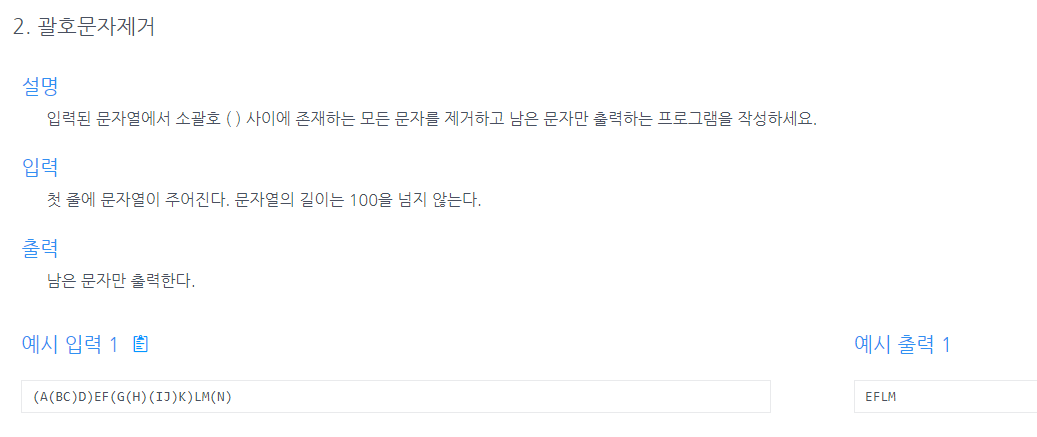 2. 괄호문자제거
설명
입력된 문자열에서 소괄호 ( ) 사이에 존재하는 모든 문자를 제거하고 남은 문자만 출력하는 프로그램을 작성하세요.
입력
첫 줄에 문자열이 주어진다. 문자열의 길이는 100을 넘지 않는다.
출력
남은 문자만 출력한다.
예시 입력 1
(A(BC)D)EF(G(H)(IJ)K)LM(N)
예시 출력 1
EFLM